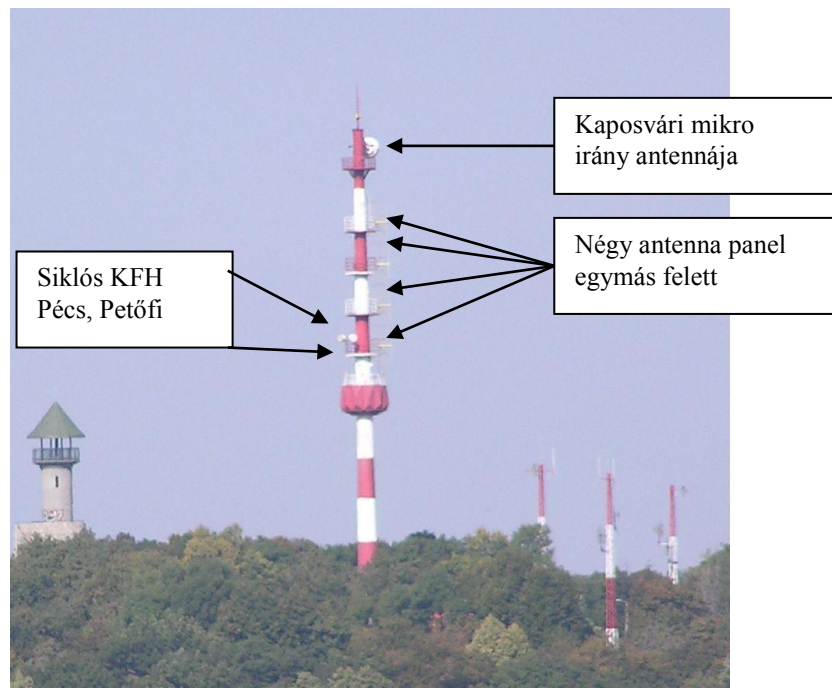 Kaposvári mikro
irány antennája
Négy antenna panel
egymás felett
Siklós KFH
Pécs, Petőfi